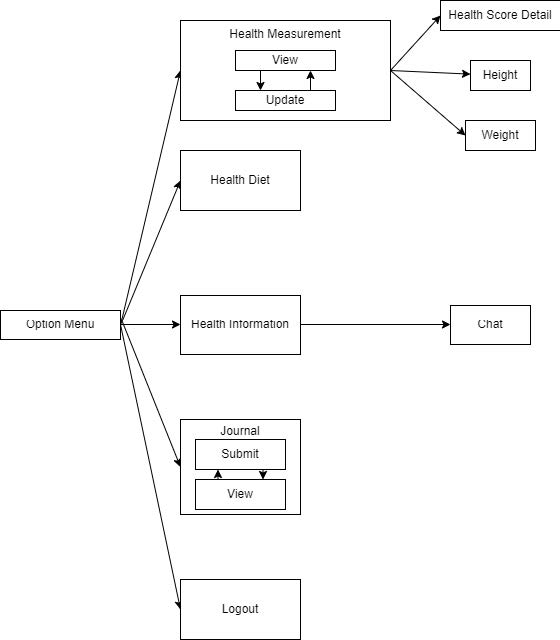 Health Score Detail
Health Measurement
View
Height
Update
Weight
Health Diet
Option Menu
Health Information
Chat
Journal
Submit
View
Logout